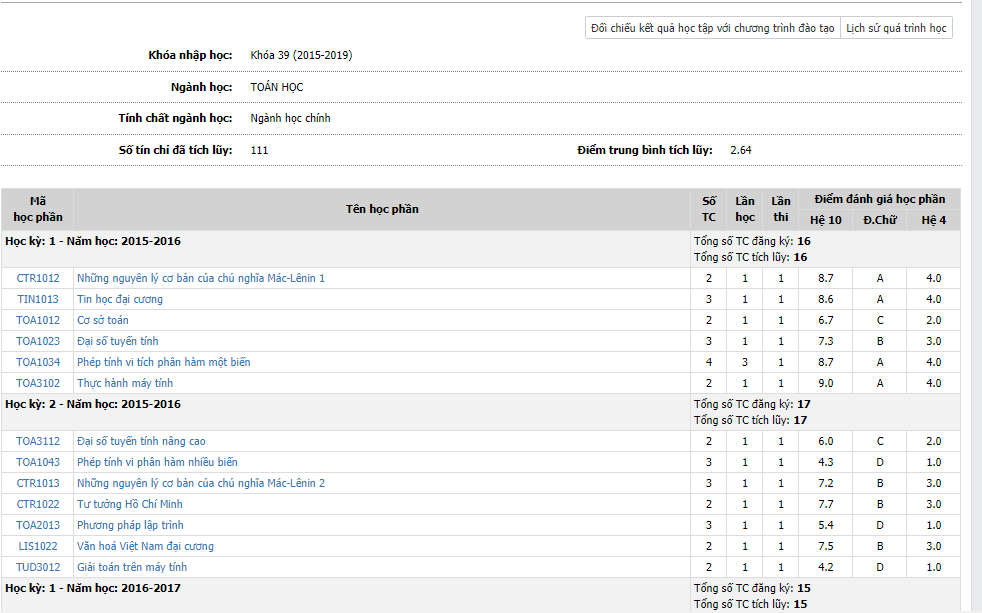 Đối chiếu kết quả học tập với chương trình đào tạo Lịch sử quá trình học
Khóa nhập học: Khóa 39 (2015-2019)
Ngành học: TOÁN HỌC
Tính chất ngành học: Ngành học chính
Số tín chỉ đã tích lũy: 111 Điểm trung bình tích lũy: 2.64
Mã học phần Tên học phần Số TC Lần học Lần thi Điểm đánh giá học phần
Hệ 10 Đ.Chữ Hệ 4
Học kỳ: 1 - Năm học: 2015-2016 Tổng số TC đăng ký: 16
Tổng số TC tích lũy: 16
CTR1012 Những nguyên lý cơ bản của chủ nghĩa Mác-Lênin 1 2 1 1 8.7 A 4.0
TIN1013 Tin học đại cương 3 1 1 8.6 A 4.0
TOA1012 Cơ sở toán 2 1 1 6.7 C 2.0
TOA1023 Đại số tuyến tính 3 1 1 7.3 B 3.0
TOA1034 Phép tính vi tích phân hàm một biến 4 3 1 8.7 A 4.0
TOA3102 Thực hành máy tính 2 1 1 9.0 A 4.0
Học kỳ: 2 - Năm học: 2015-2016 Tổng số TC đăng ký: 17
Tổng số TC tích lũy: 17
TOA3112 Đại số tuyến tính nâng cao 2 1 1 6.0 C 2.0
TOA1043 Phép tính vi phân hàm nhiều biến 3 1 1 4.3 D 1.0
CTR1013 Những nguyên lý cơ bản của chủ nghĩa Mác-Lênin 2 3 1 1 7.2 B 3.0
CTR1022 Tư tưởng Hồ Chí Minh 2 1 1 7.7 B 3.0
TOA2013 Phương pháp lập trình 3 1 1 5.4 D 1.0
LIS1022 Văn hoá Việt Nam đại cương 2 1 1 7.5 B 3.0
TUD3012 Giải toán trên máy tính 2 1 1 4.2 D 1.0
Học kỳ: 1 - Năm học: 2016-2017 Tổng số TC đăng ký: 15
Tổng số TC tích lũy: 15